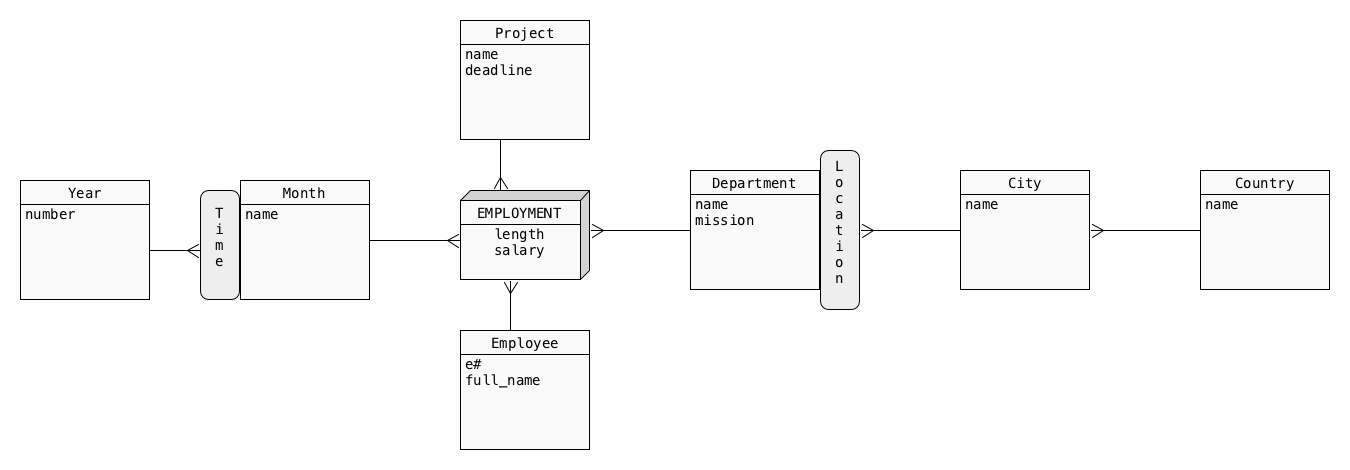 Project
name
deadline
Year
number
Time
Month
name
EMPLOYMENT
length
salary
Department
name
mission
Location
City
name
Country
name
Employee
e#
full_name